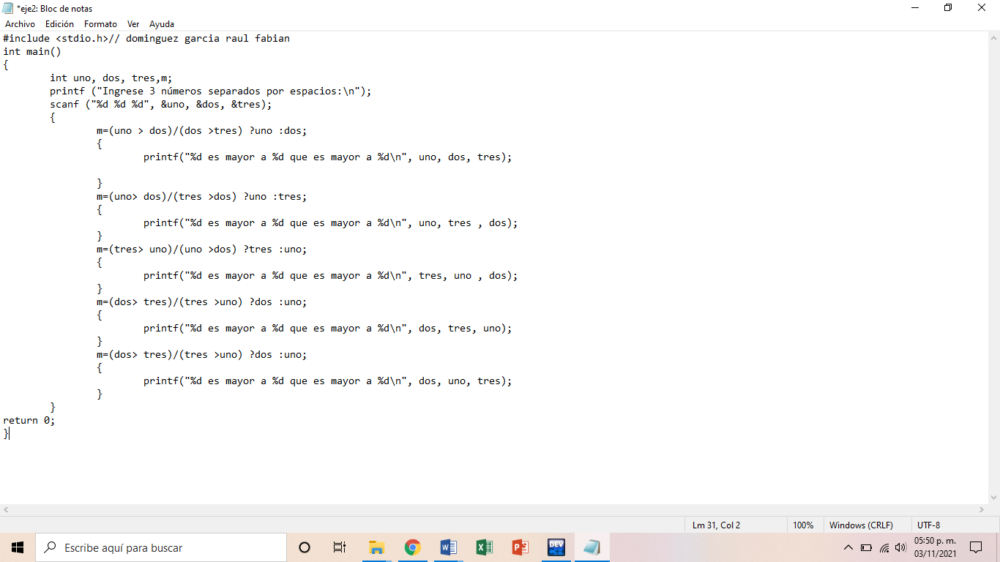 *eje2: Bloc de notas
Archivo Edición Formato Ver Ayuda
#include <stdio.h>// dominguez garcia raul fabian
int main()
{
        int uno, dos, tres,m;
        printf ("Ingrese 3 números separados por espacios:\n");
        scanf ("%d %d %d", &uno, &dos, &tres);
        {
                m=(uno > dos)/(dos >tres) ?uno :dos;
                {
                        printf("%d es mayor a %d que es mayor a %d\n", uno, dos, tres);
                }
                m=(uno> dos)/(tres >dos) ?uno :tres;
                {
                        printf("%d es mayor a %d que es mayor a %d\n", uno, tres , dos);
                }
                m=(tres> uno)/(uno >dos) ?tres :uno;
                {
                        printf("%d es mayor a %d que es mayor a %d\n", tres, uno , dos);
                }
                m=(dos> tres)/(tres >uno) ?dos :uno;
                {
                        printf("%d es mayor a %d que es mayor a %d\n", dos, tres, uno);
                }
                m=(dos> tres)/(tres >uno) ?dos :uno;
                {
                        printf("%d es mayor a %d que es mayor a %d\n", dos, uno, tres);
                }
        }
return 0;
}
Lm 31, Col 2 100% Windows (CRLF) UTF-8
Escribe aquí para buscar
DEV
05:50 p. m.
03/11/2021